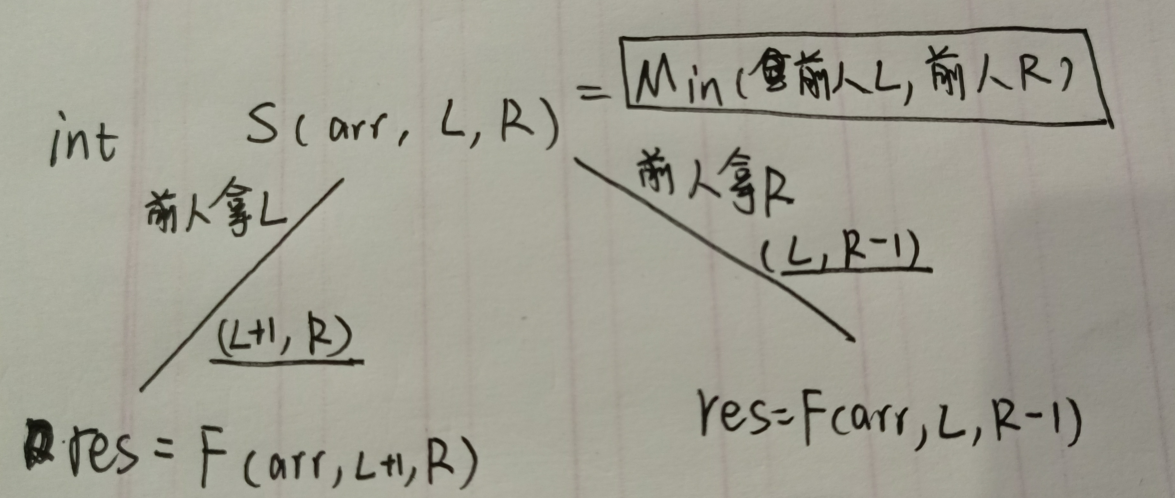 int S(arr, L, R) = Min(前人L, 前人R)
前人拿L
前人拿R
(L, R-1)
(L+1, R)
res = F(arr, L+1, R)
res=F(arr, L, R-1)